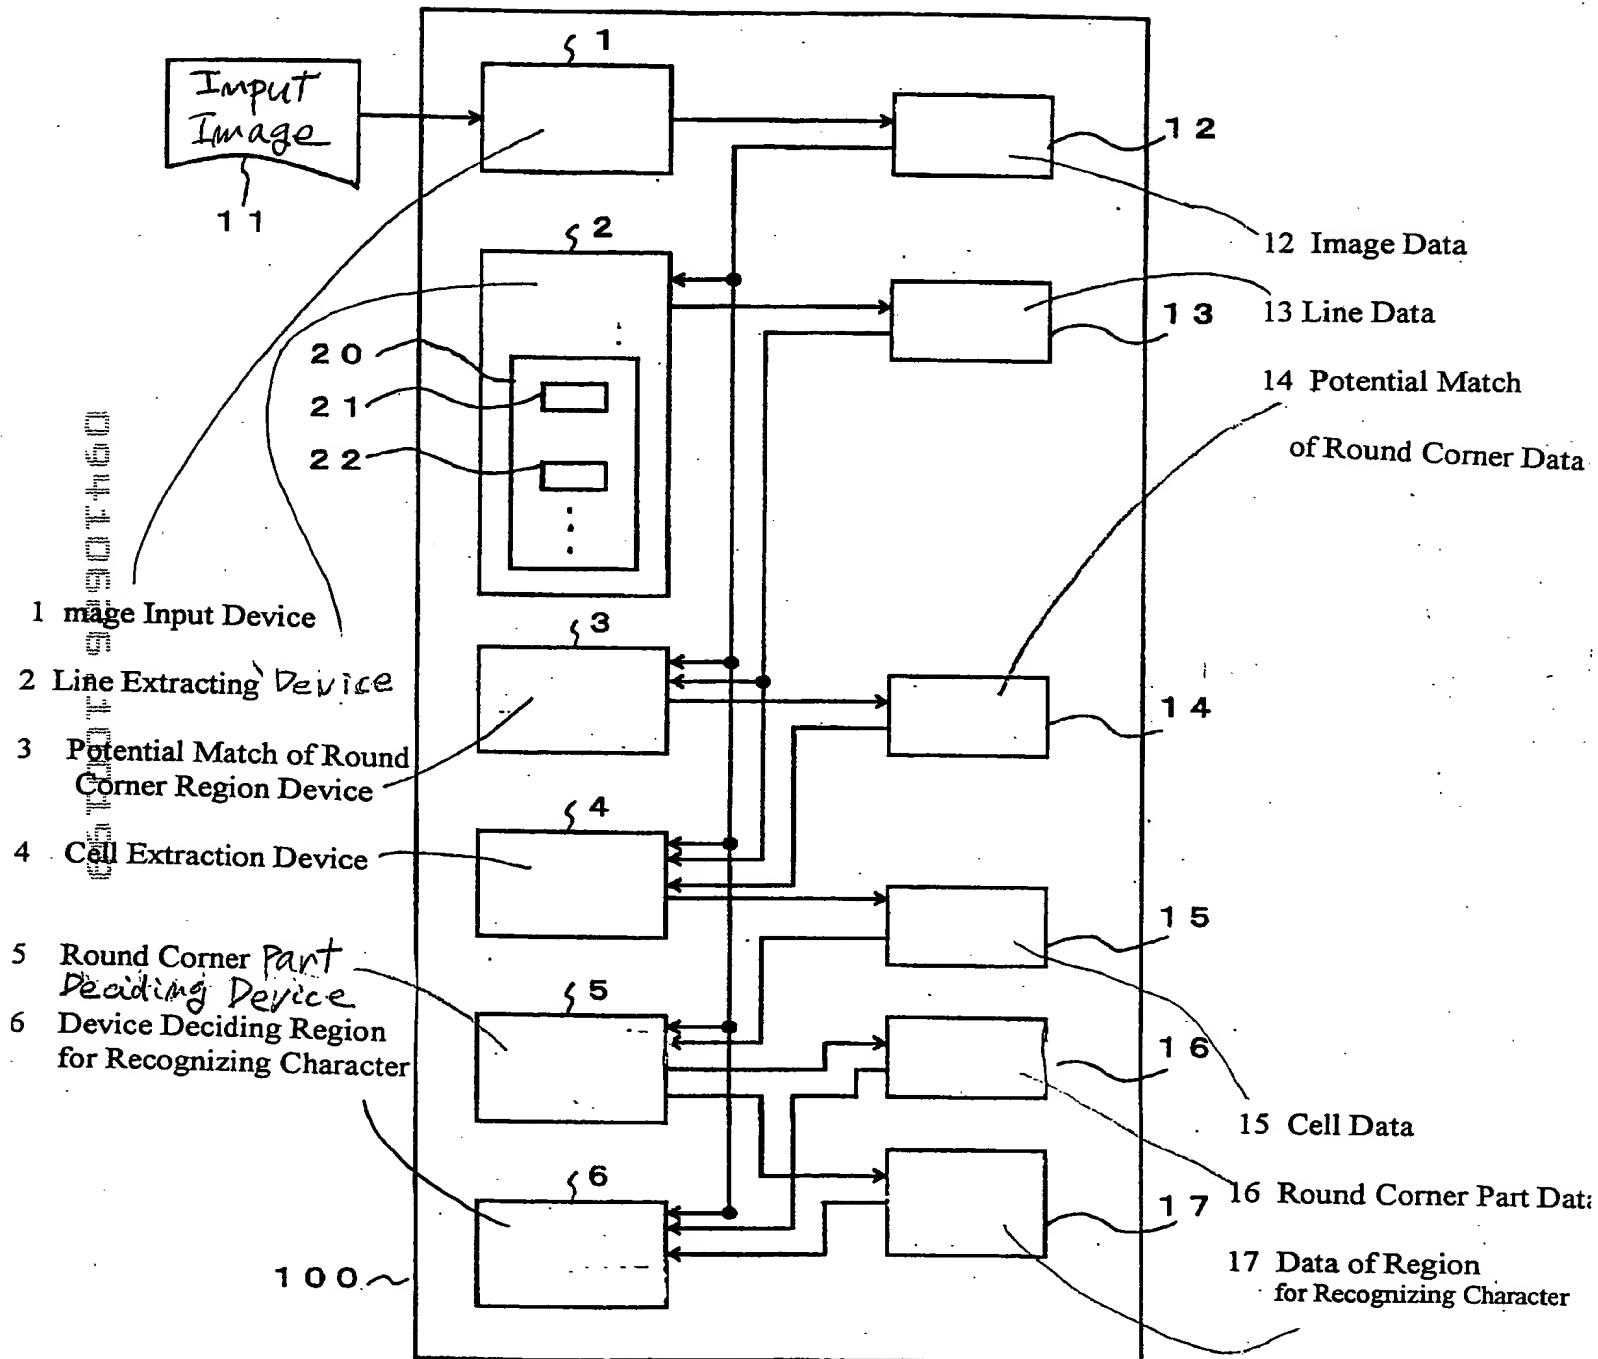 1
Input
Image
11
12
2
12 Image Data
13
13 Line Data
20
21
22
14 Potential Match
of Round Corner Data
1 mage Input Device
2 Line Extracting Device
3
3 Potential Match of Round
Corner Region Device
14
4
4 Cell Extraction Device
15
5 Round Corner Part
Deciding Device
5
6 Device Deciding Region
for Recognizing Character
16
15 Cell Data
6
16 Round Corner Part Data
17
17 Data of Region
for Recognizing Character
100